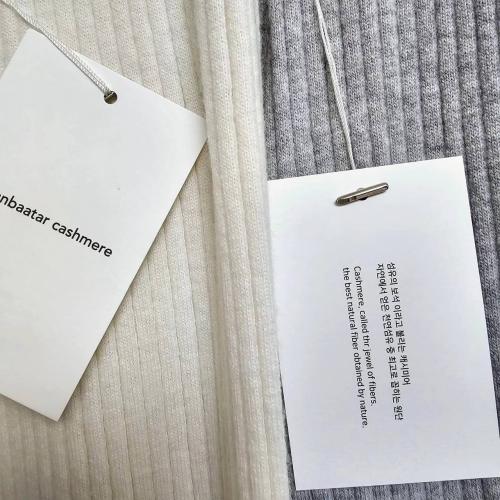 nbaatar cashmere
섬유의 보석 이라고 불리는 캐시미어
자연에서 얻은 천연섬유 중 최고로 꼽히는 원단
Cashmere, called thr jewel of fibers.
the best natural fiber obtained by nature.